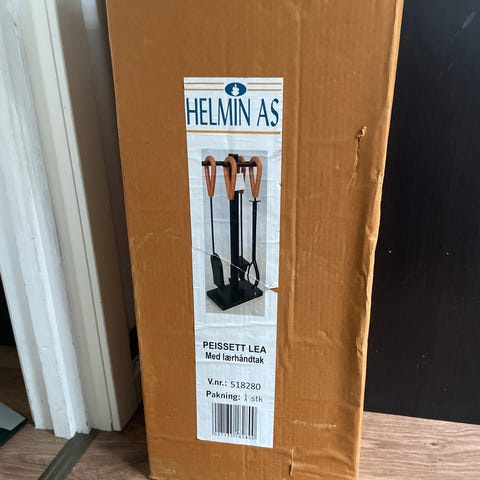 HELMIN AS
PEISSETT LEA
Med lærhåndtak
V.nr.: 518280
Pakning: 1 stk